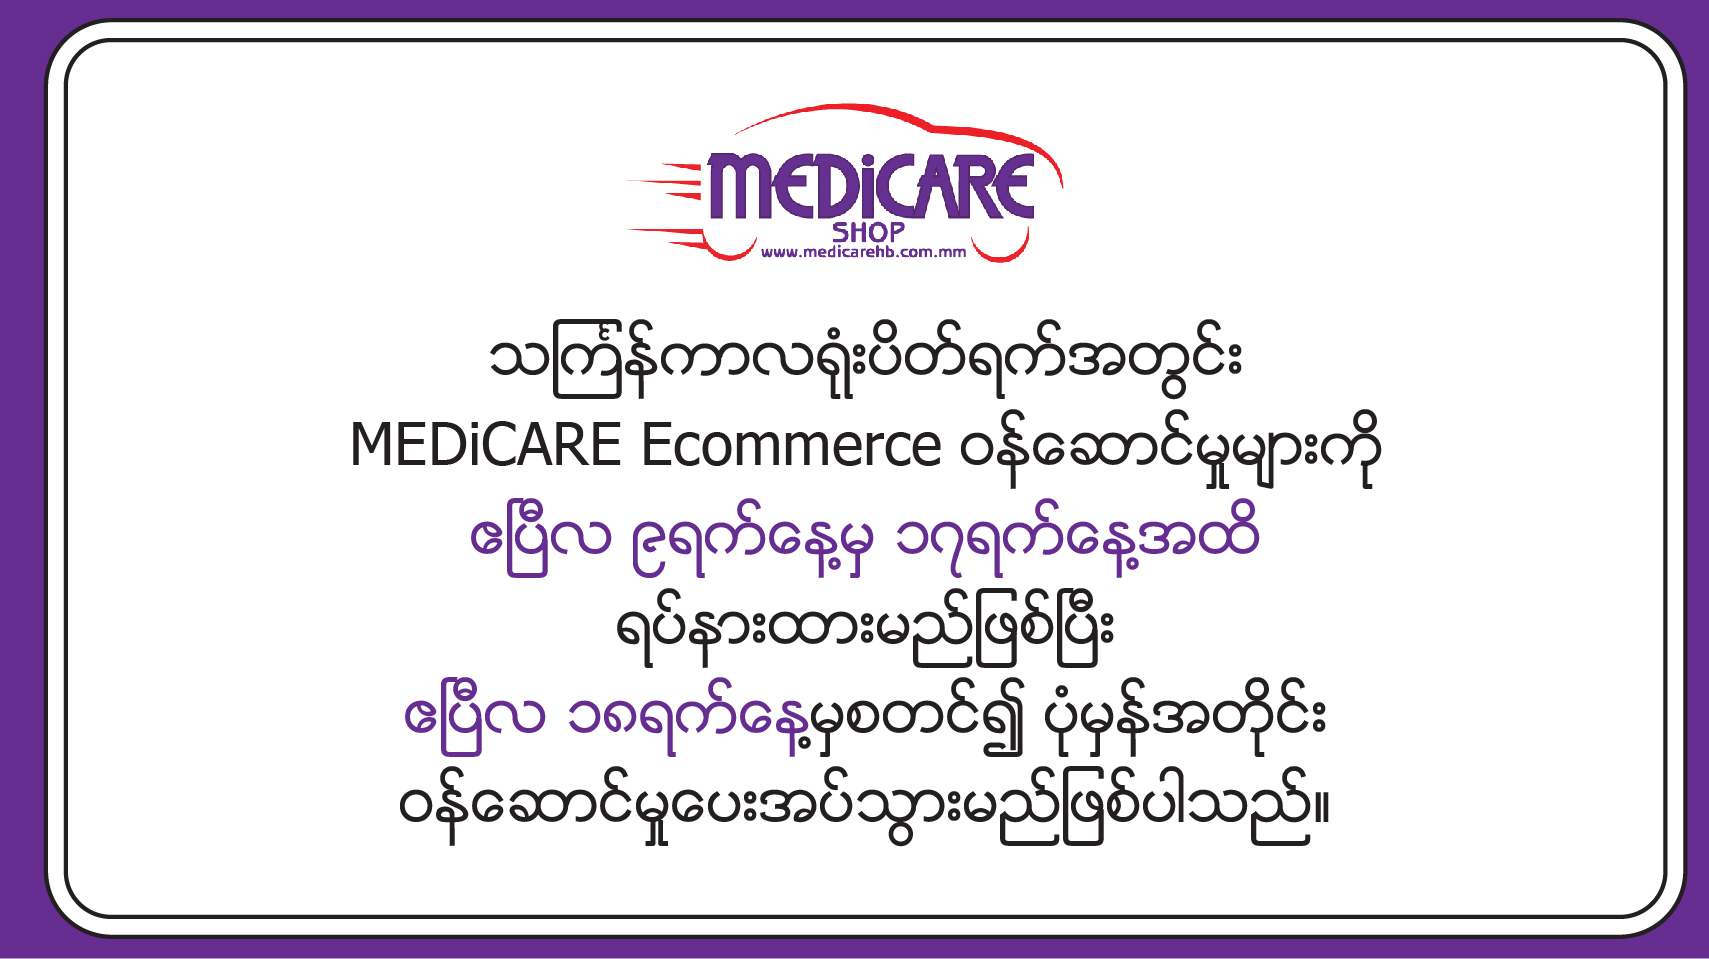 MEDiCARE
SHOP
www.medicarehb.com.mm
သင်္ကြန်ကာလရုံးပိတ်ရက်အတွင်း
MEDiCARE Ecommerce ဝန်ဆောင်မှုများကို
ဧပြီလ ၉ရက်နေ့မှ ၁၇ရက်နေ့အထိ
ရပ်နားထားမည်ဖြစ်ပြီး
ဧပြီလ ၁၈ရက်နေ့မှစတင်၍ ပုံမှန်အတိုင်း
ဝန်ဆောင်မှုပေးအပ်သွားမည်ဖြစ်ပါသည်။